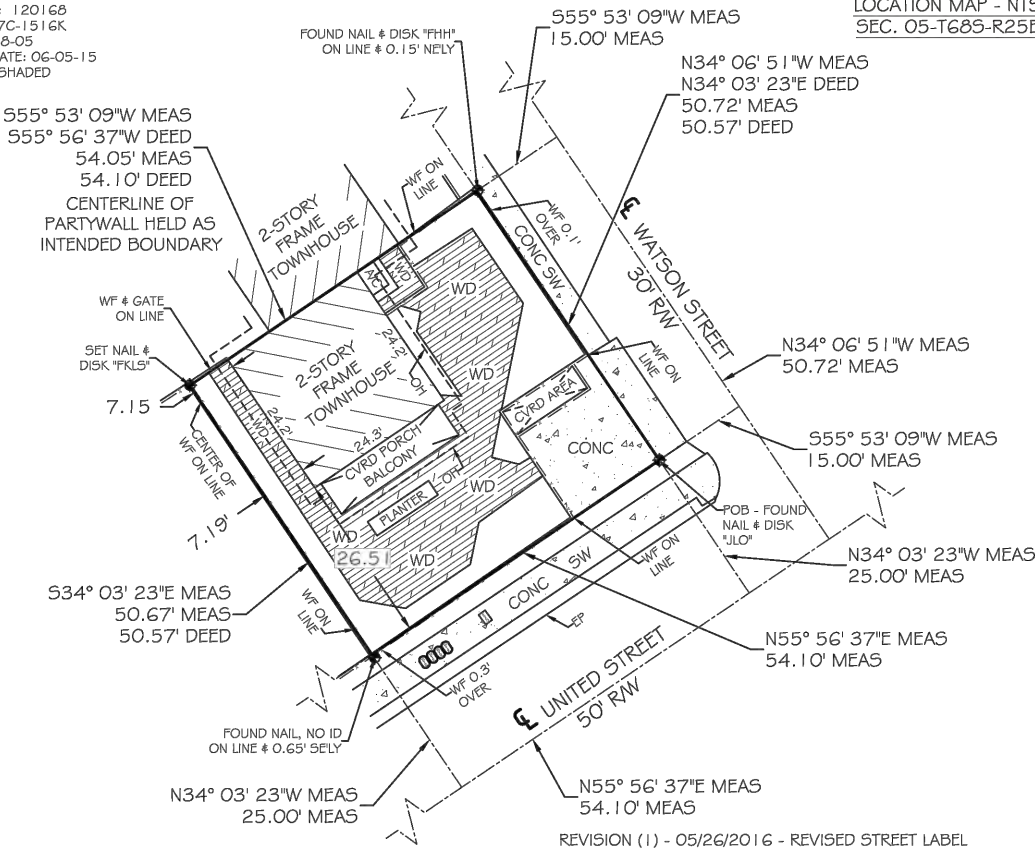 : 120168
7C-1516K
8-05
ATE: 06-05-15
SHADED
LOCATION MAP - NTS
SEC. 05-T68S-R25E
FOUND NAIL & DISK "FHH"
ON LINE & 0.15' NE'LY
S55° 53' 09"W MEAS
15.00' MEAS
N34° 06' 51"W MEAS
N34° 03' 23"E DEED
50.72' MEAS
50.57' DEED
S55° 53' 09"W MEAS
S55° 56' 37"W DEED
54.05' MEAS
54.10' DEED
CENTERLINE OF
PARTYWALL HELD AS
INTENDED BOUNDARY
2-STORY
FRAME
TOWNHOUSE
WF ON
LINE
WF 0.1'
OVER
CONC SW
WATSON STREET
30' R/W
AC
WD
WD
WF & GATE
ON LINE
SET NAIL &
DISK "FKLS"
7.15
2-STORY
FRAME
TOWNHOUSE
24.2'
OH
WD
CVRD AREA
WF ON
LINE
N34° 06' 51"W MEAS
50.72' MEAS
CENTER OF
WF ON LINE
WD
24.2'
24.3'
CVRD PORCH
BALCONY
OH
WD
PLANTER
CONC
S55° 53' 09"W MEAS
15.00' MEAS
7.19'
WD
26.51
WD
POB - FOUND
NAIL & DISK
"JLO"
WF ON
LINE
CONC SW
N34° 03' 23"W MEAS
25.00' MEAS
S34° 03' 23"E MEAS
50.67' MEAS
50.57' DEED
WF ON
LINE
EP
N55° 56' 37"E MEAS
54.10' MEAS
WF 0.3'
OVER
UNITED STREET
50' R/W
FOUND NAIL, NO ID
ON LINE & 0.65' SE'LY
N34° 03' 23"W MEAS
25.00' MEAS
N55° 56' 37"E MEAS
54.10' MEAS
REVISION (1) - 05/26/2016 - REVISED STREET LABEL